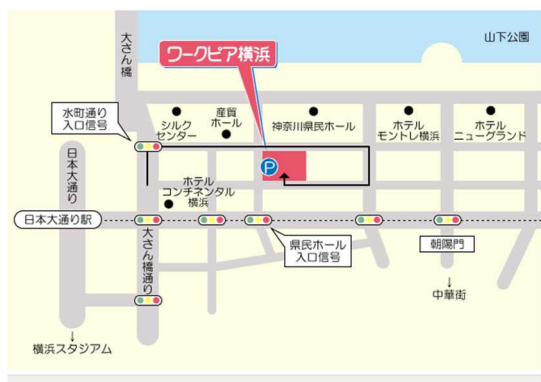 大さん橋
山下公園
ワークピア横浜
水町通り
入口信号
シルク
センター
産貿
ホール
神奈川県民ホール
ホテル
モントレ横浜
ホテル
ニューグランド
日本大通り
P
ホテル
コンチネンタル
横浜
日本大通り駅
大さん橋通り
県民ホール
入口信号
朝陽門
↓
中華街
↓
横浜スタジアム